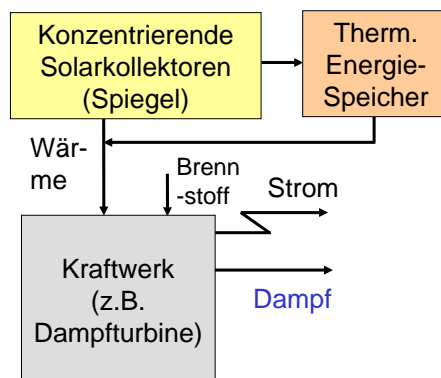 Konzentrierende
Solarkollektoren
(Spiegel)
Therm.
Energie-
Speicher
Wär-
me
Brenn
-stoff
Strom
Kraftwerk
(z.B.
Dampfturbine)
Dampf